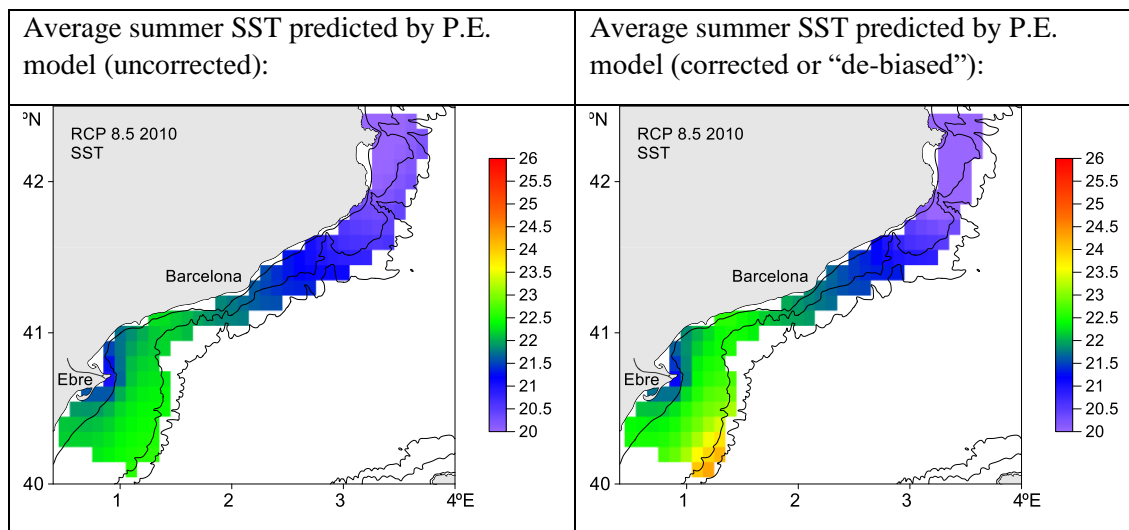 Average summer SST predicted by P.E.
model (uncorrected):
Average summer SST predicted by P.E.
model (corrected or “de-biased”):
ºN
RCP 8.5 2010
SST
42
41
40
Barcelona
Ebre
1
2
3
4ºE
26
25.5
25
24.5
24
23.5
23
22.5
22
21.5
21
20.5
20
ºN
RCP 8.5 2010
SST
42
41
40
Barcelona
Ebre
1
2
3
4ºE
26
25.5
25
24.5
24
23.5
23
22.5
22
21.5
21
20.5
20